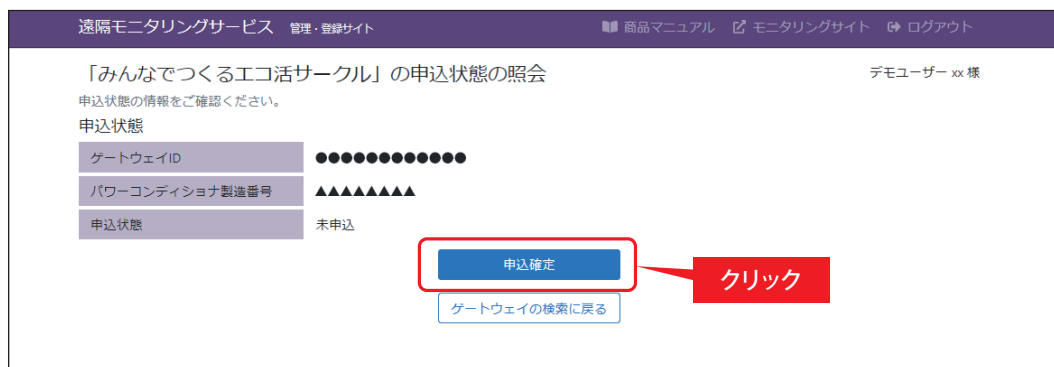 遠隔モニタリングサービス 管理・登録サイト 商品マニュアル モニタリングサイト ログアウト
「みんなでつくるエコ活サークル」の申込状態の照会 デモユーザー xx 様
申込状態の情報をご確認ください。
申込状態
ゲートウェイID ●●●●●●●●●●●●
パワーコンディショナ製造番号 ▲▲▲▲▲▲▲▲
申込状態 未申込
申込確定
クリック
ゲートウェイの検索に戻る